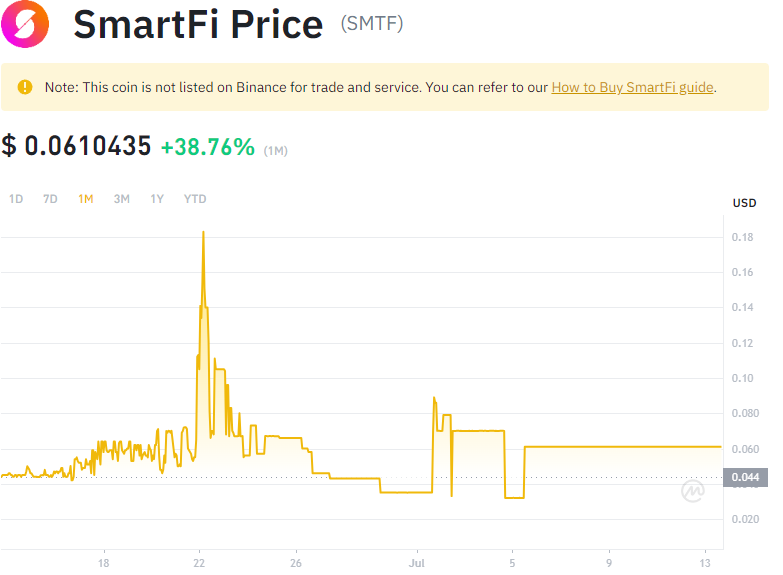 SmartFi Price (SMTF)
Note: This coin is not listed on Binance for trade and service. You can refer to our How to Buy SmartFi guide.
$ 0.0610435 +38.76% (1M)
1D 7D 1M 3M 1Y YTD
USD
0.18
0.16
0.14
0.12
0.10
0.080
0.060
0.044
0.020
18 22 26 Jul 5 9 13